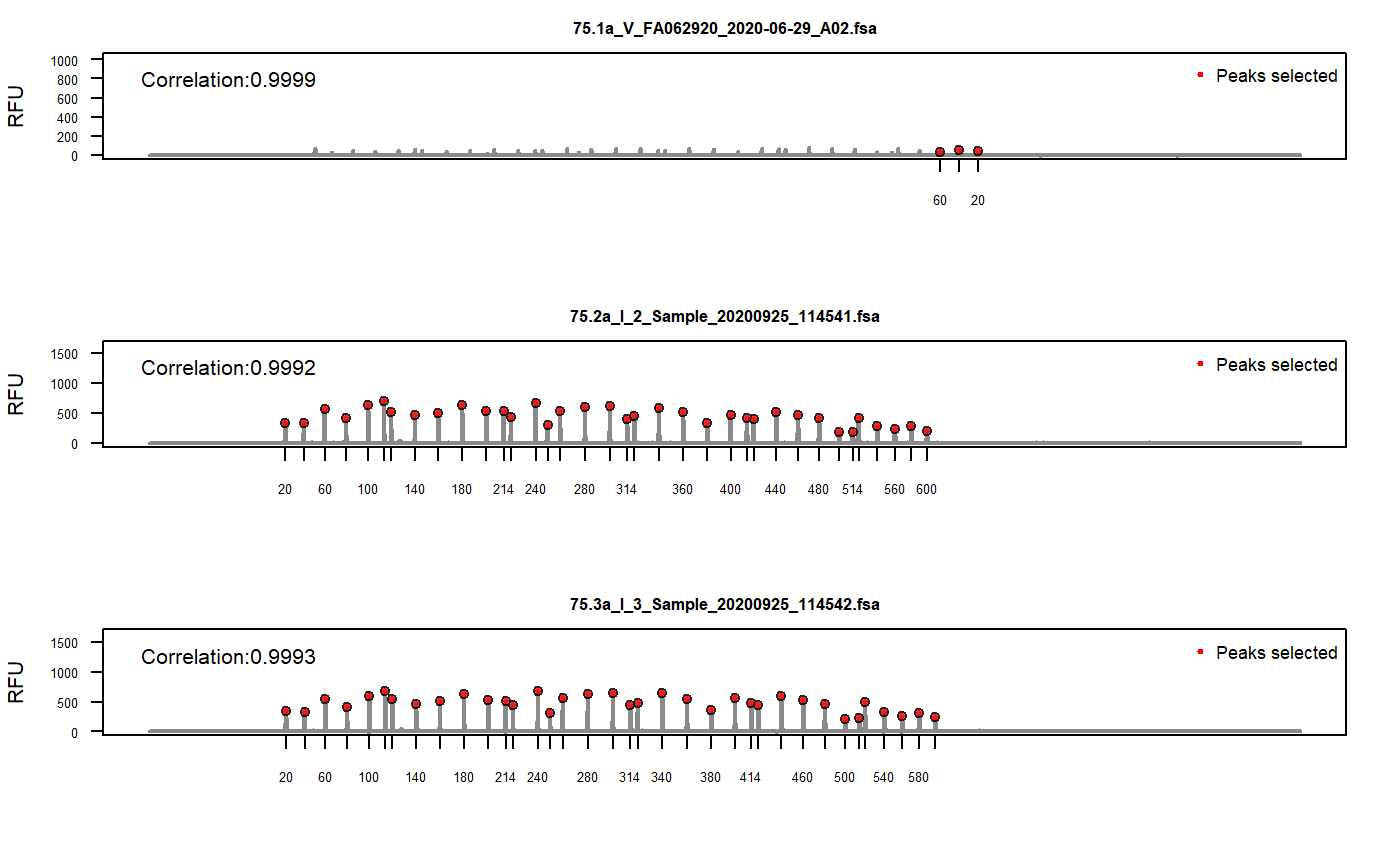 75.1a_V_FA062920_2020-06-29_A02.fsa
RFU
1000
800
600
400
200
0
Correlation:0.9999
Peaks selected
60 20
75.2a_I_2_Sample_20200925_114541.fsa
RFU
1500
1000
500
0
Correlation:0.9992
Peaks selected
20 60 100 140 180 214 240 280 314 360 400 440 480 514 560 600
75.3a_I_3_Sample_20200925_114542.fsa
RFU
1500
1000
500
0
Correlation:0.9993
Peaks selected
20 60 100 140 180 214 240 280 314 340 380 414 460 500 540 580